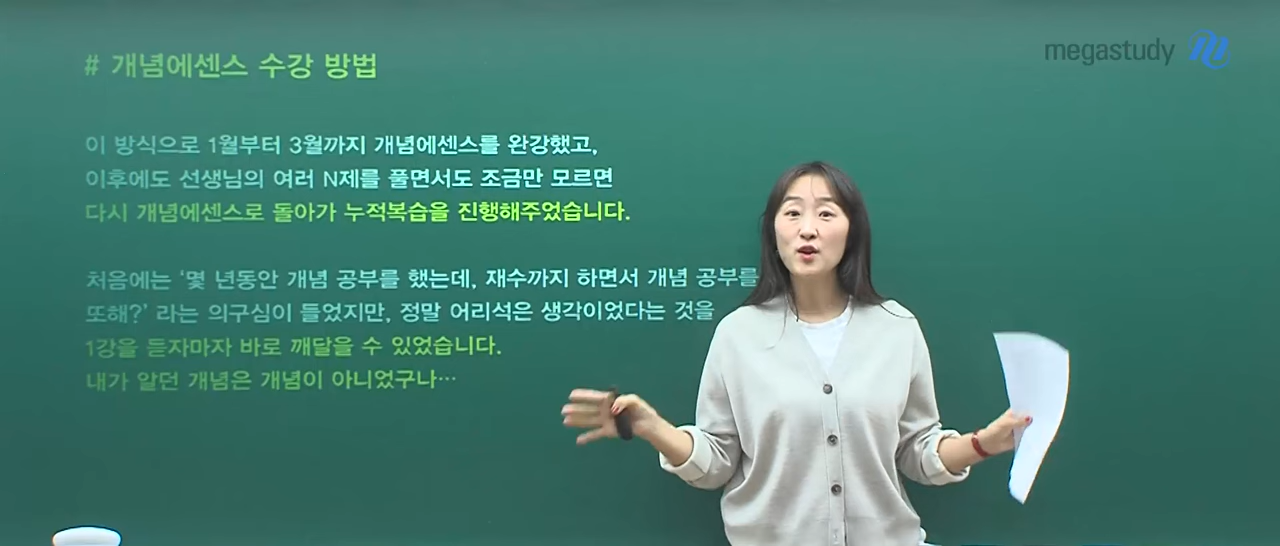 megastudy
# 개념에센스 수강 방법
이 방식으로 1월부터 3월까지 개념에센스를 완강했고,
이후에도 선생님의 여러 N제를 풀면서도 조금만 모르면
다시 개념에센스로 돌아가 누적복습을 진행해주었습니다.
처음에는 ‘몇 년동안 개념 공부를 했는데, 재수까지 하면서 개념 공부를
또해?’ 라는 의구심이 들었지만, 정말 어리석은 생각이었다는 것을
1강을 듣자마자 바로 깨달을 수 있었습니다.
내가 알던 개념은 개념이 아니었구나…